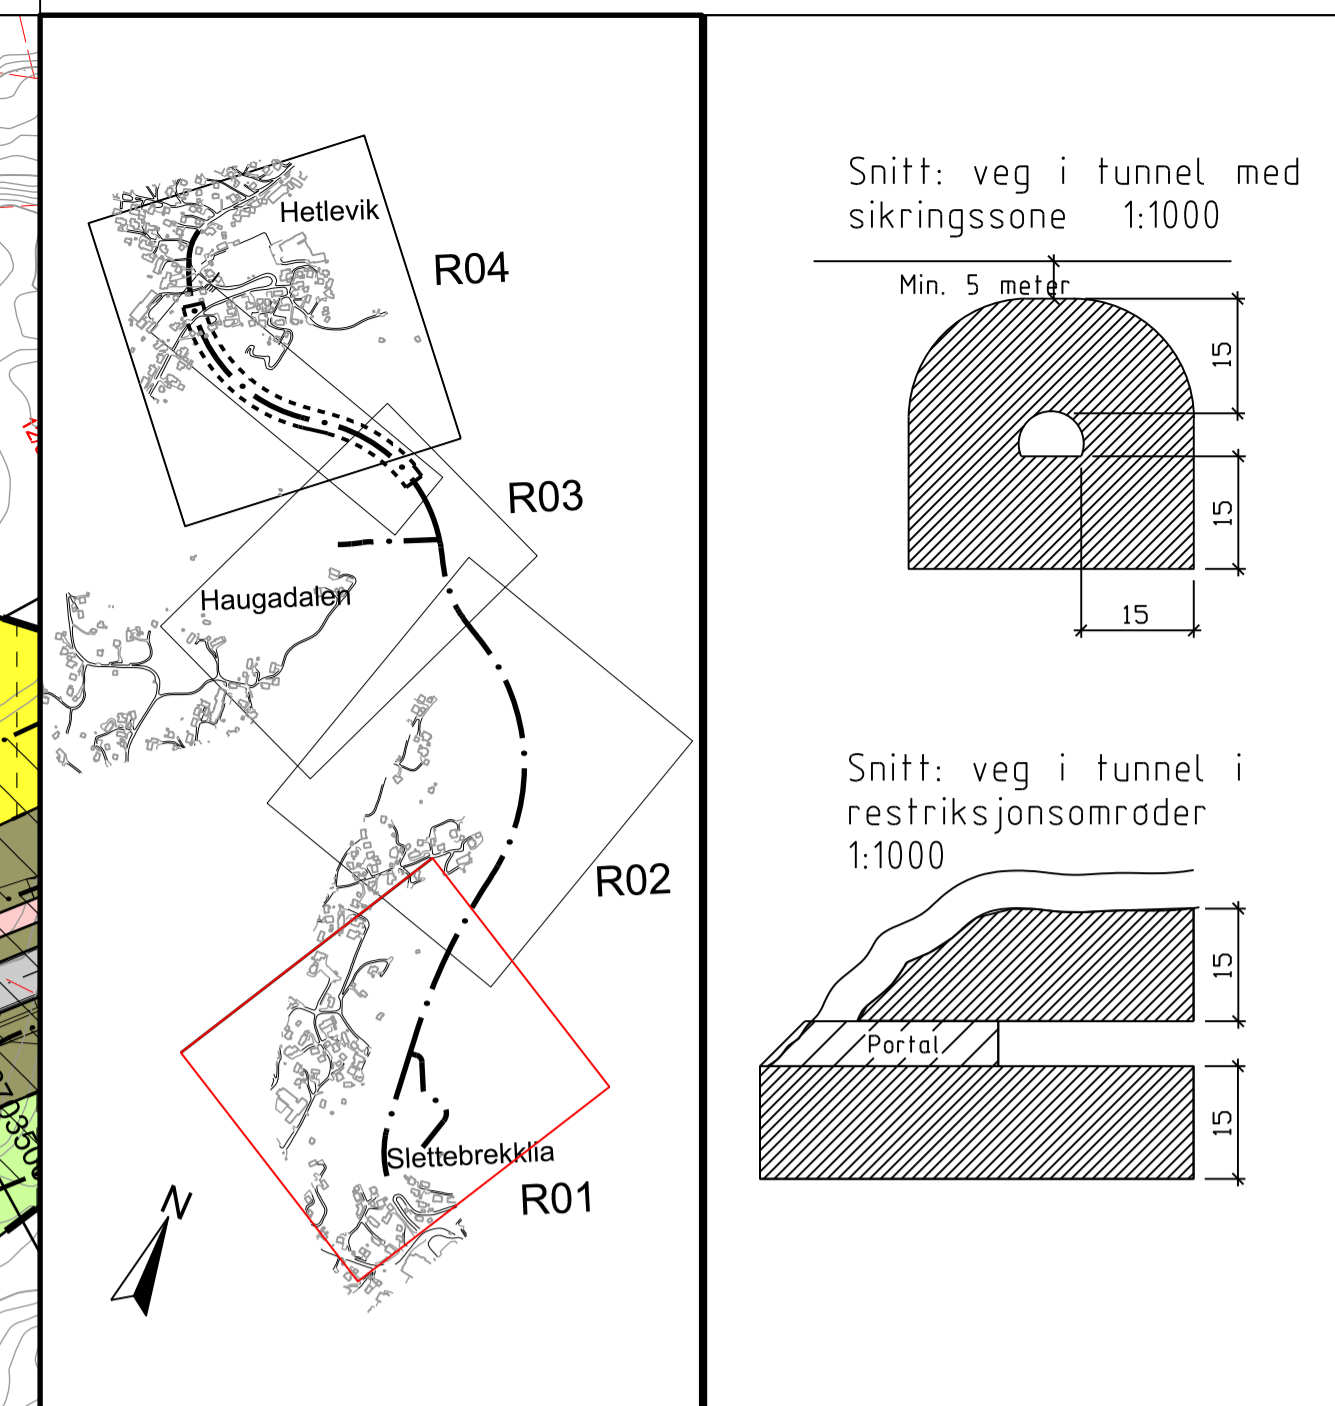 Hetlevik
R04
R03
Haugadalen
R02
Slettebrekklia
R01
N
Snitt: veg i tunnel med
sikringssone 1:1000
Min. 5 meter
15
15
15
Snitt: veg i tunnel i
restriksjonsområder
1:1000
Portal
15
15